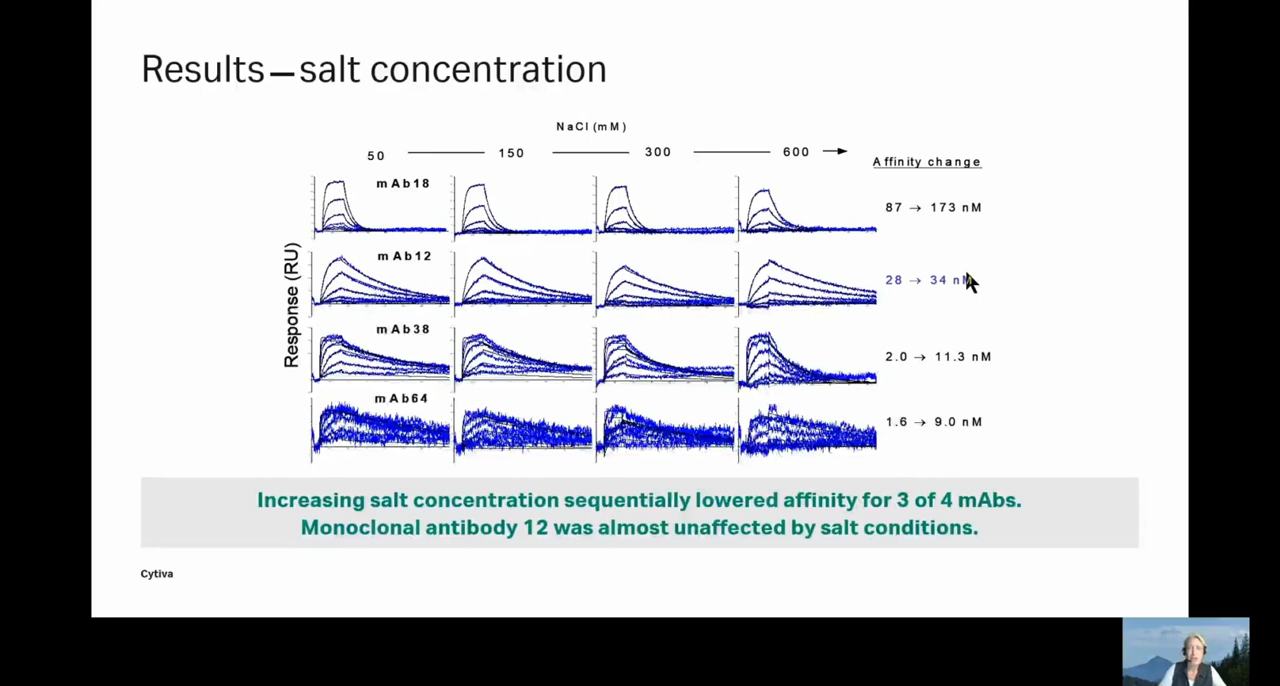 Results—salt concentration
NaCl (mM)
50 150 300 600
Affinity change
Response (RU)
mAb18
87 → 173 nM
mAb12
28 → 34 nM
mAb38
2.0 → 11.3 nM
mAb64
1.6 → 9.0 nM
Increasing salt concentration sequentially lowered affinity for 3 of 4 mAbs.
Monoclonal antibody 12 was almost unaffected by salt conditions.
Cytiva